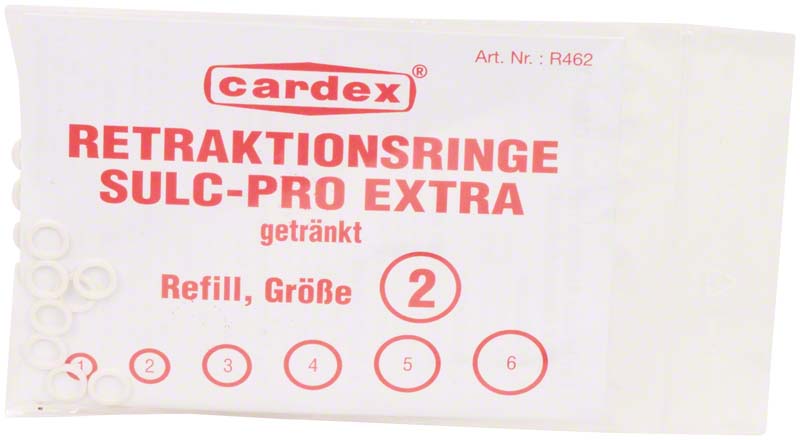 Art. Nr. : R462
cardex®
RETRAKTIONSRINGE
SULC-PRO EXTRA
getränkt
Refill, Größe 2
1 2 3 4 5 6